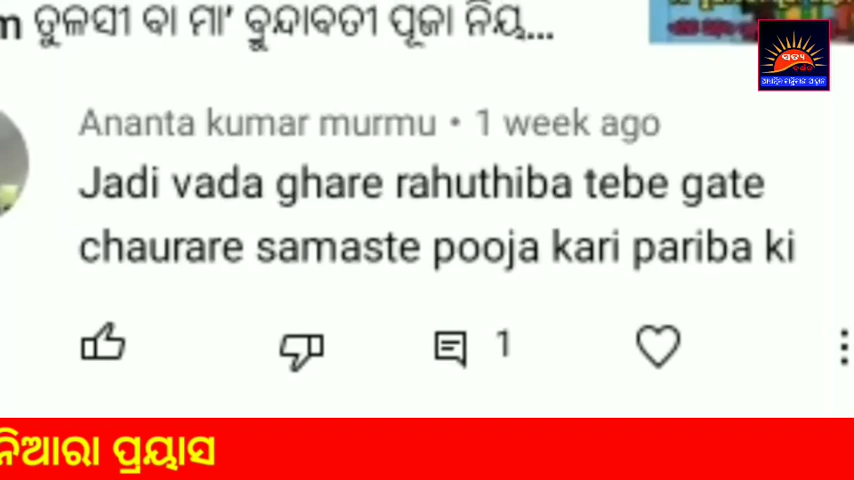 m ତୁଳସୀ ବା ମା' ବୃନ୍ଦାବତୀ ପୂଜା ନିୟ...
ସତ୍ୟ
Ananta kumar murmu • 1 week ago
Jadi vada ghare rahuthiba tebe gate
chaurare samaste pooja kari pariba ki
1
ନିଆରା ପ୍ରୟାସ